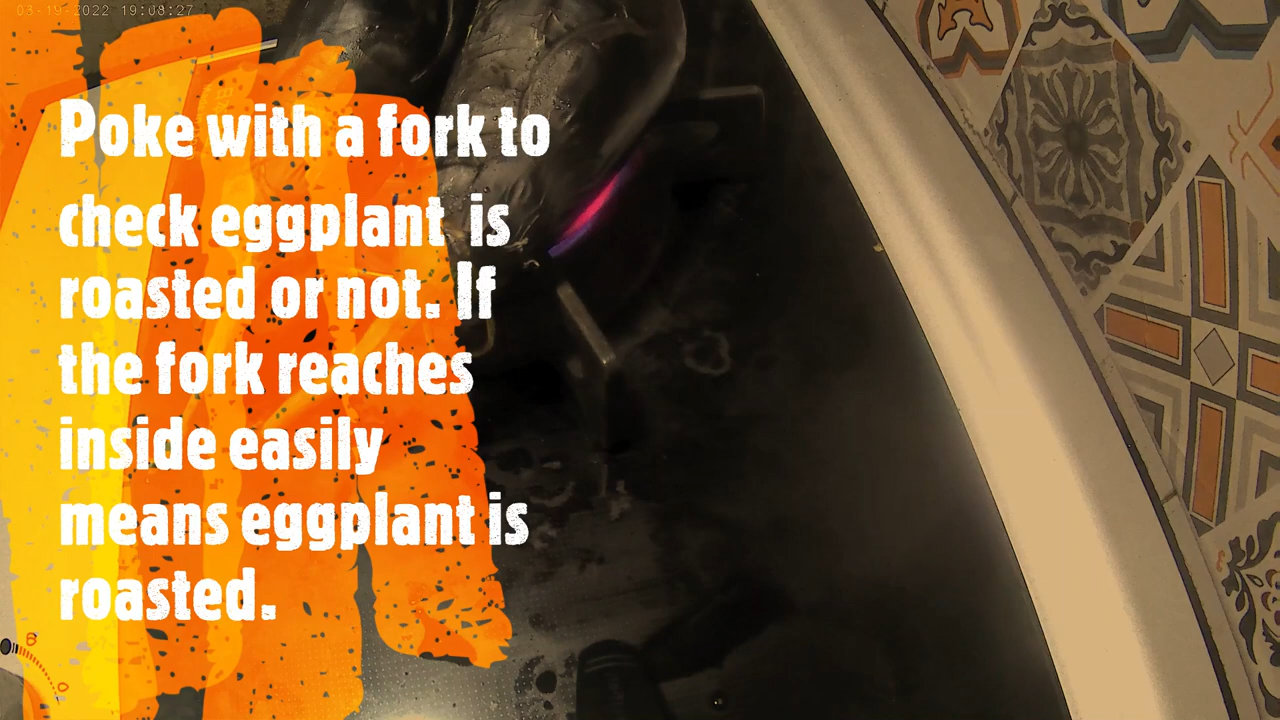 03-19-2022 19:08:27
Poke with a fork to
check eggplant is
roasted or not. If
the fork reaches
inside easily
means eggplant is
roasted.